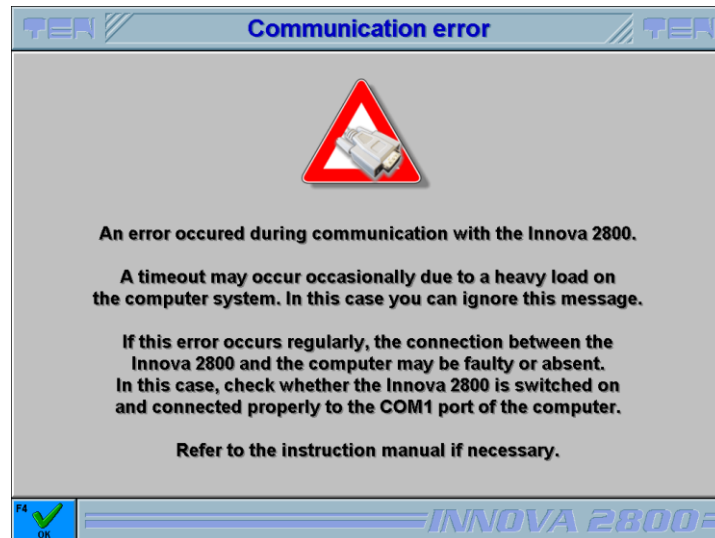 TEN
Communication error
TEN
An error occured during communication with the Innova 2800.
A timeout may occur occasionally due to a heavy load on
the computer system. In this case you can ignore this message.
If this error occurs regularly, the connection between the
Innova 2800 and the computer may be faulty or absent.
In this case, check whether the Innova 2800 is switched on
and connected properly to the COM1 port of the computer.
Refer to the instruction manual if necessary.
F4
OK
INNOVA 2800